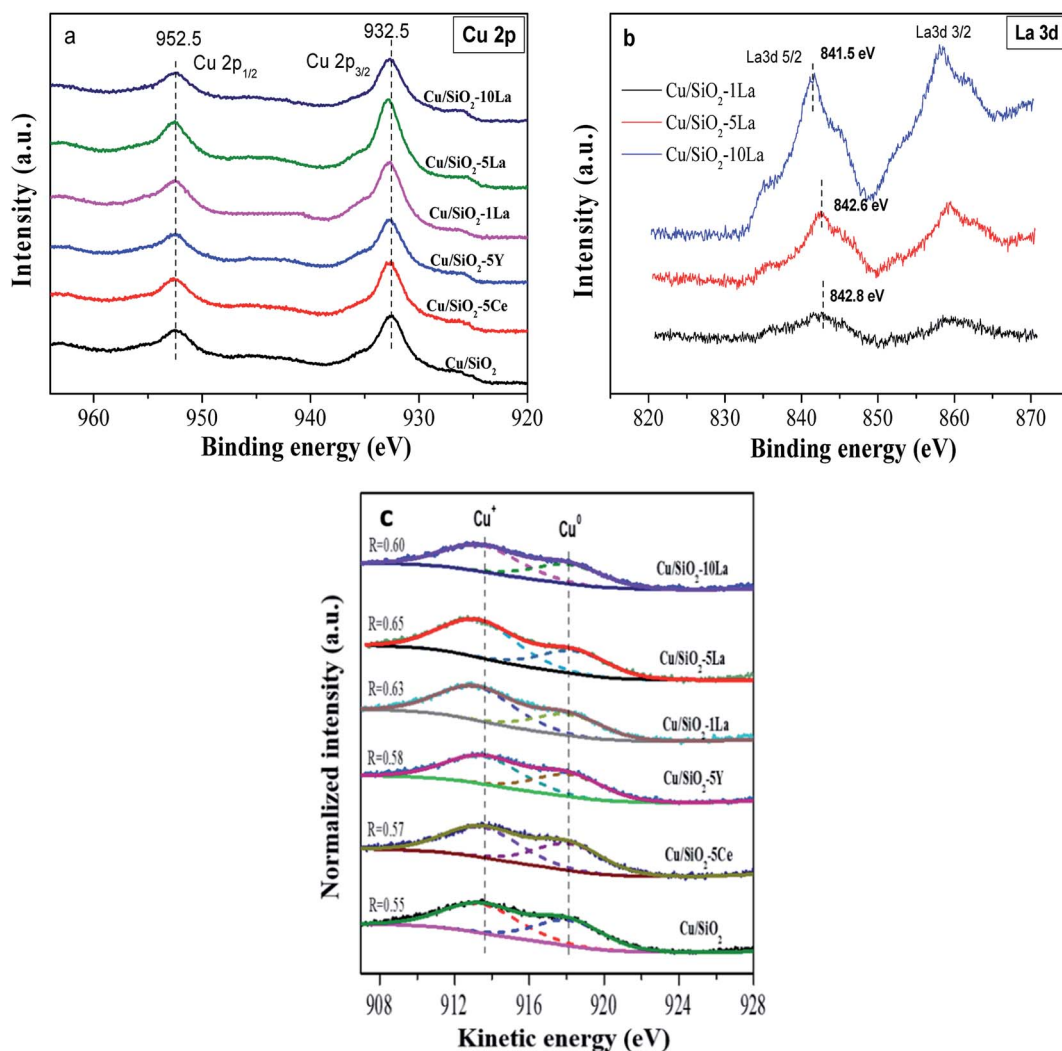 a
952.5
932.5
Cu 2p
Cu 2p1/2
Cu 2p3/2
Cu/SiO2-10La
Cu/SiO2-5La
Cu/SiO2-1La
Cu/SiO2-5Y
Cu/SiO2-5Ce
Cu/SiO2
Intensity (a.u.)
960
950
940
930
920
Binding energy (eV)
b
La3d 5/2
841.5 eV
La3d 3/2
La 3d
Cu/SiO2-1La
Cu/SiO2-5La
Cu/SiO2-10La
842.6 eV
842.8 eV
Intensity (a.u.)
820
830
840
850
860
870
Binding energy (eV)
c
Cu+
Cu0
R=0.60
Cu/SiO2-10La
R=0.65
Cu/SiO2-5La
R=0.63
Cu/SiO2-1La
R=0.58
Cu/SiO2-5Y
R=0.57
Cu/SiO2-5Ce
R=0.55
Cu/SiO2
Normalized intensity (a.u.)
908
912
916
920
924
928
Kinetic energy (eV)